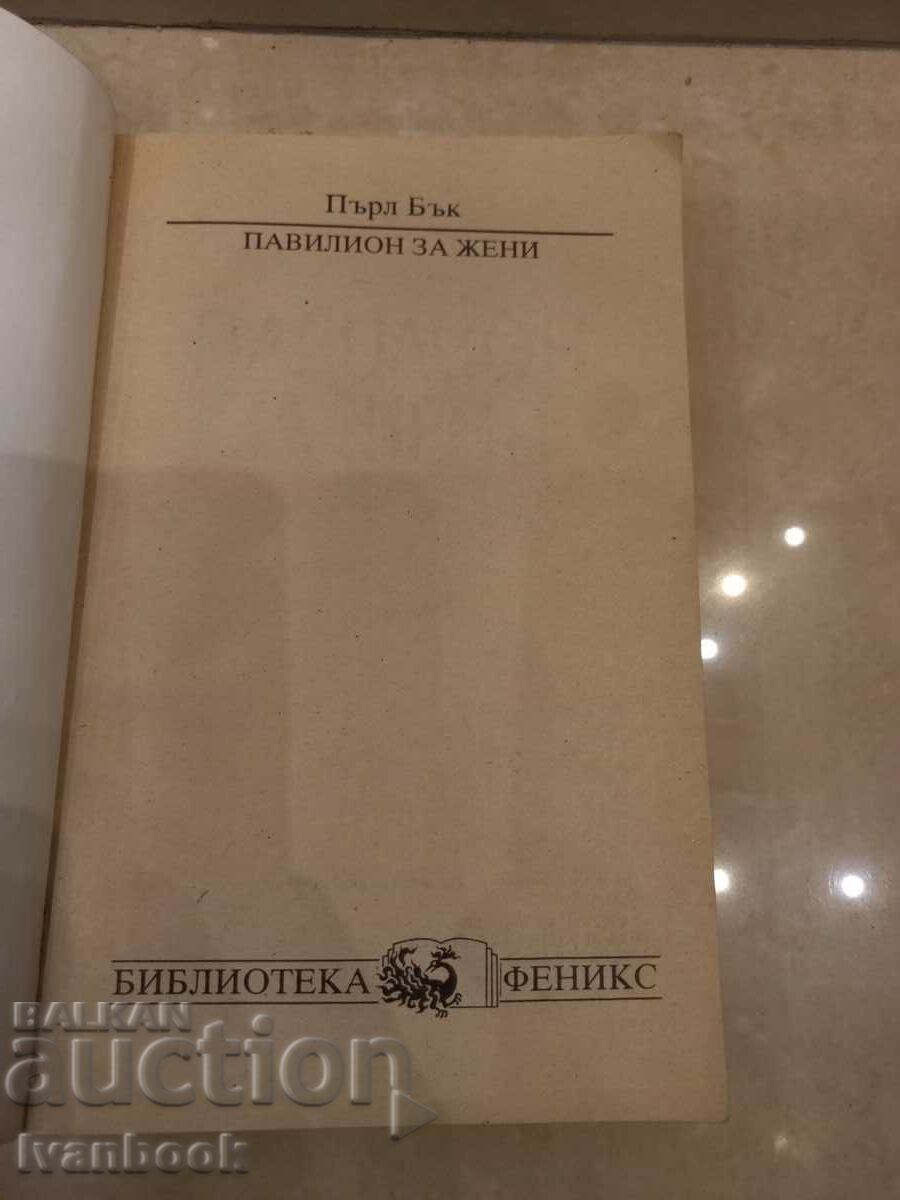 Пърл Бък
ПАВИЛИОН ЗА ЖЕНИ
БИБЛИОТЕКА ФЕНИКС
BALKAN
auction
Ivanbook